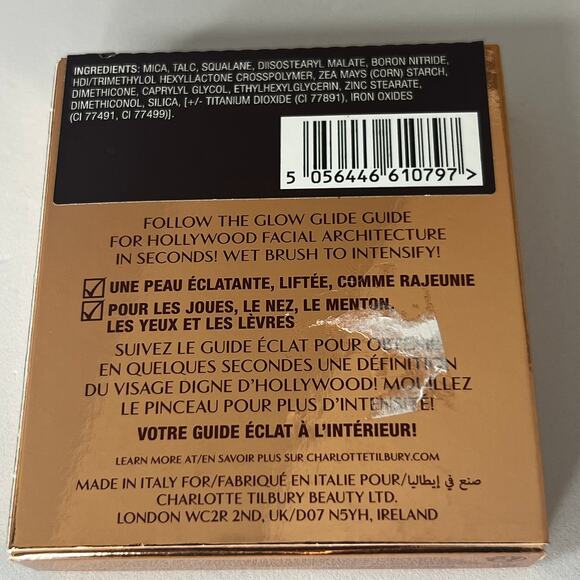 INGREDIENTS: MICA, TALC, SQUALANE, DIISOSTEARYL MALATE, BORON NITRIDE,
HDI/TRIMETHYLOL HEXYLLACTONE CROSSPOLYMER, ZEA MAYS (CORN) STARCH,
DIMETHICONE, CAPRYLYL GLYCOL, ETHYLHEXYLGLYCERIN, ZINC STEARATE,
DIMETHICONOL, SILICA, [+/- TITANIUM DIOXIDE (CI 77891), IRON OXIDES
(CI 77491, CI 77499)].
5 056446 610797 >
FOLLOW THE GLOW GLIDE GUIDE
FOR HOLLYWOOD FACIAL ARCHITECTURE
IN SECONDS! WET BRUSH TO INTENSIFY!
UNE PEAU ÉCLATANTE, LIFTÉE, COMME RAJEUNIE
POUR LES JOUES, LE NEZ, LE MENTON,
LES YEUX ET LES LÈVRES
SUIVEZ LE GUIDE ÉCLAT POUR OBTENIR
EN QUELQUES SECONDES UNE DÉFINITION
DU VISAGE DIGNE D'HOLLYWOOD! MOUILLEZ
LE PINCEAU POUR PLUS D'INTENSITÉ!
VOTRE GUIDE ÉCLAT À L'INTÉRIEUR!
LEARN MORE AT/EN SAVOIR PLUS SUR CHARLOTTETILBURY.COM
MADE IN ITALY FOR/FABRIQUÉ EN ITALIE POUR/صنع في إيطاليا
CHARLOTTE TILBURY BEAUTY LTD.
LONDON WC2R 2ND, UK/D07 N5YH, IRELAND